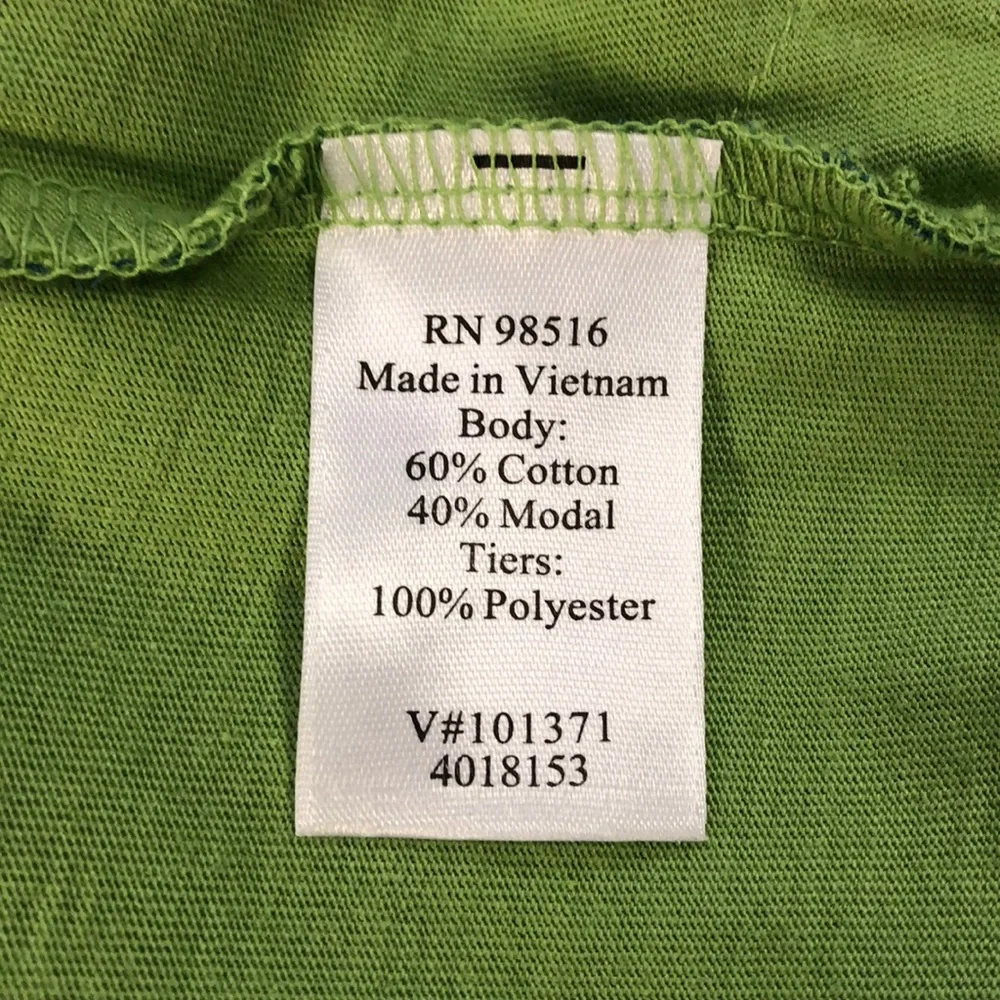 RN 98516
Made in Vietnam
Body:
60% Cotton
40% Modal
Tiers:
100% Polyester
V#101371
4018153